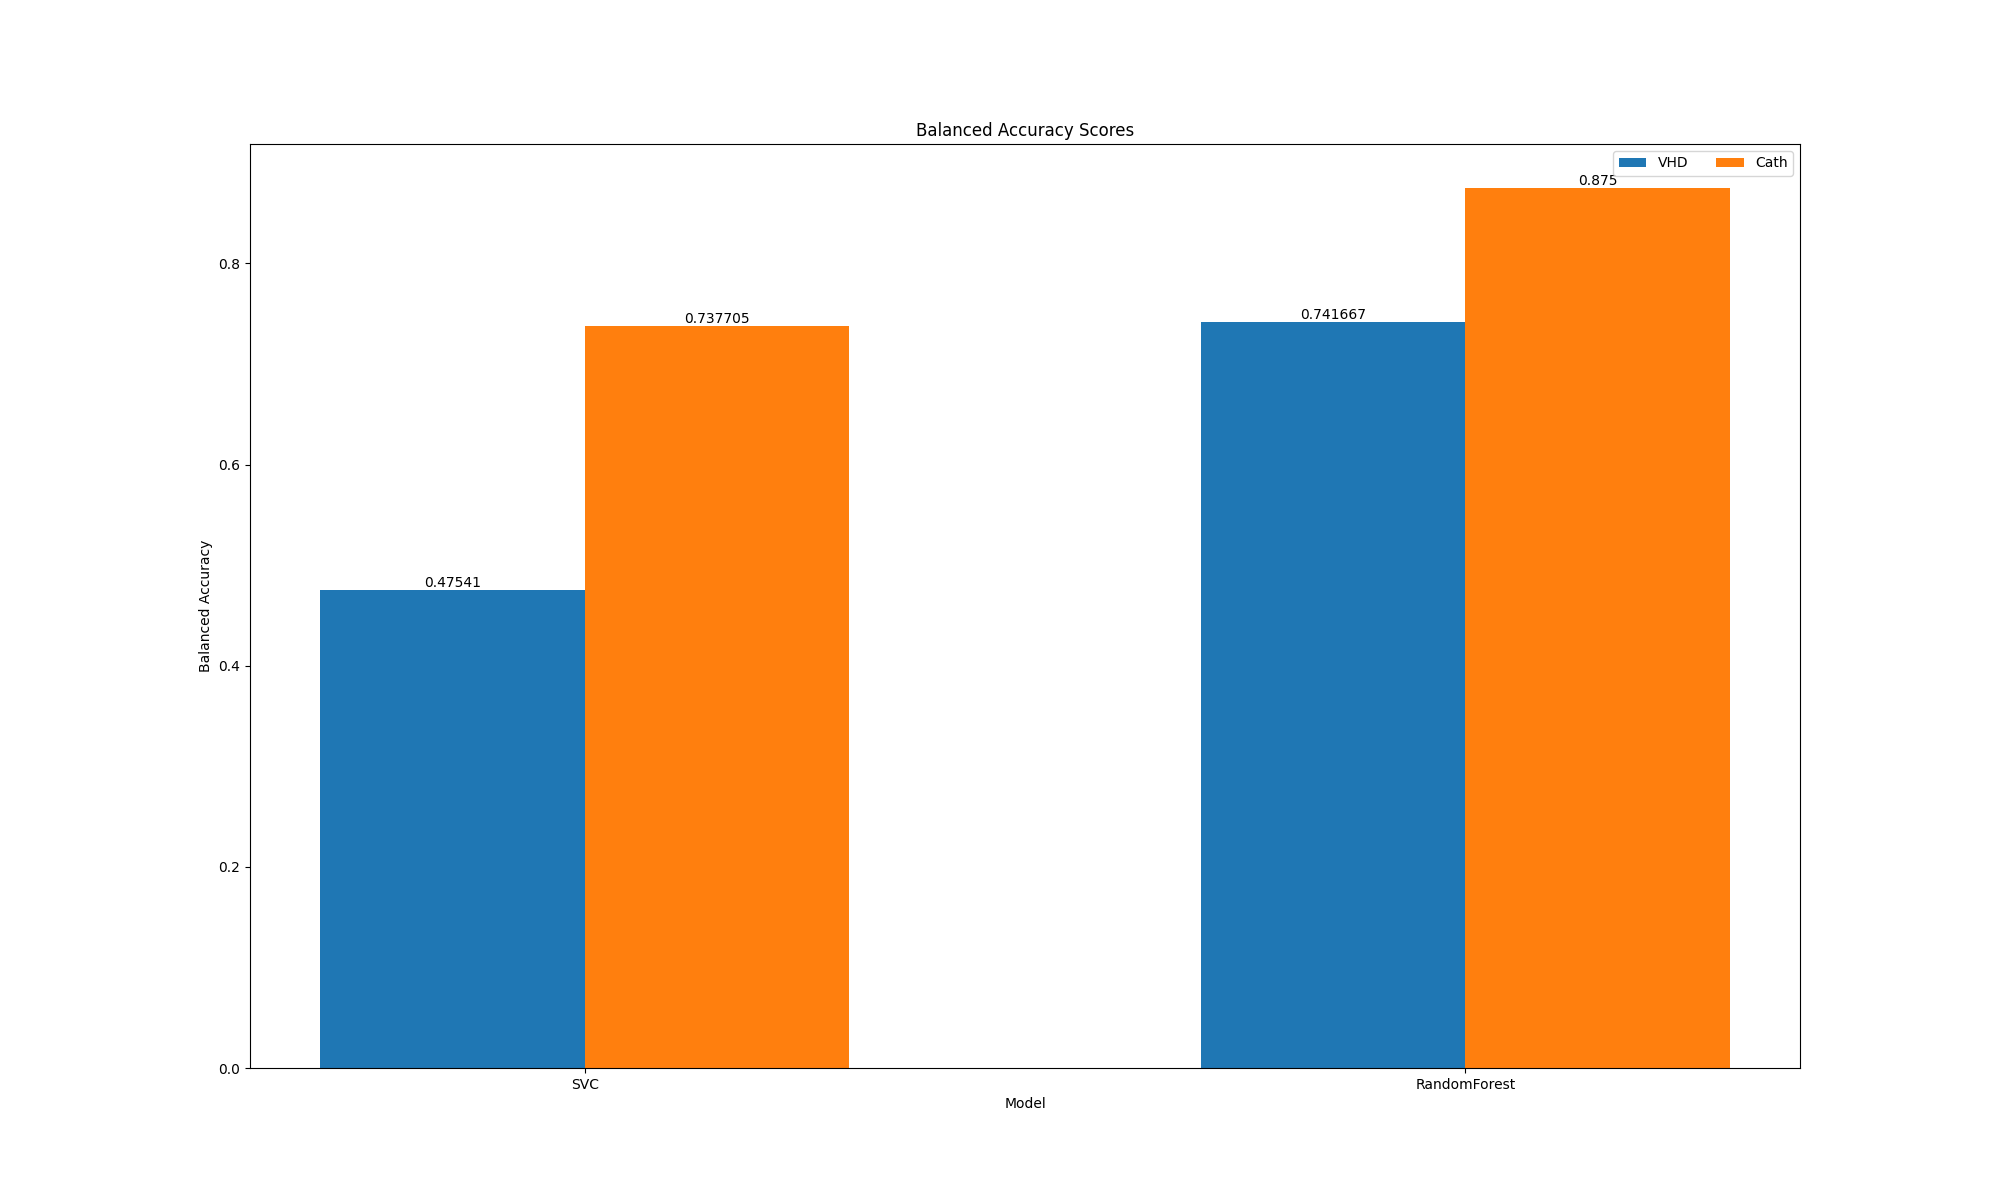 Balanced Accuracy Scores
VHD Cath
0.875
0.741667
0.737705
0.47541
0.8
0.6
0.4
0.2
0.0
Balanced Accuracy
SVC RandomForest
Model